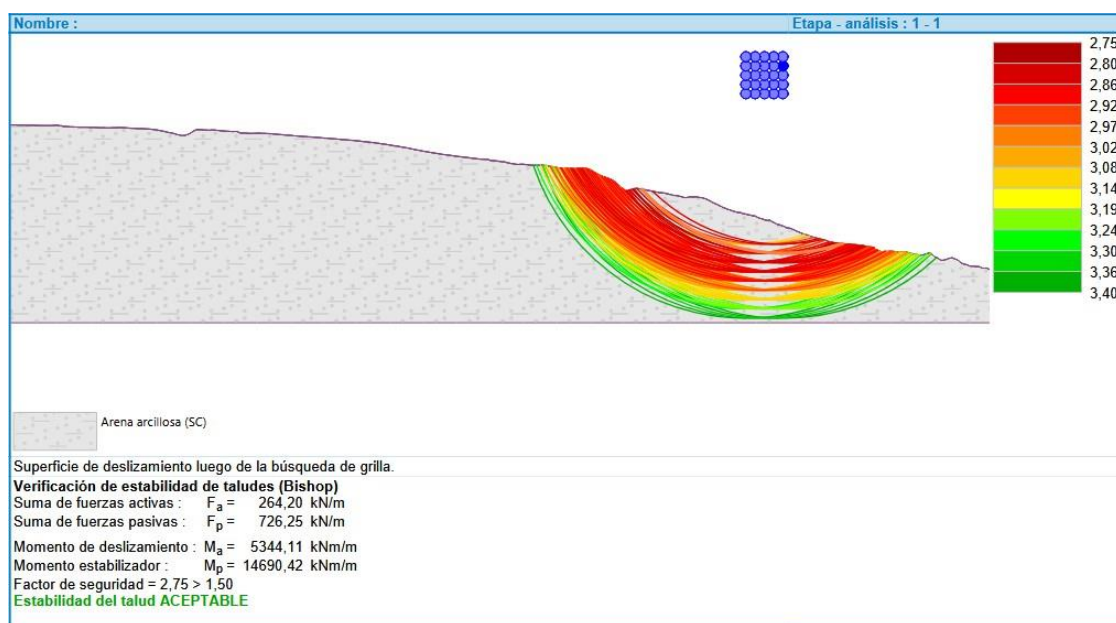 Nombre :
Etapa - análisis : 1 - 1
2,75
2,80
2,86
2,92
2,97
3,02
3,08
3,14
3,19
3,24
3,30
3,36
3,40
Arena arcillosa (SC)
Superficie de deslizamiento luego de la búsqueda de grilla.
Verificación de estabilidad de taludes (Bishop)
Suma de fuerzas activas : Fa = 264,20 kN/m
Suma de fuerzas pasivas : Fp = 726,25 kN/m
Momento de deslizamiento : Ma = 5344,11 kNm/m
Momento estabilizador : Mp = 14690,42 kNm/m
Factor de seguridad = 2,75 > 1,50
Estabilidad del talud ACEPTABLE